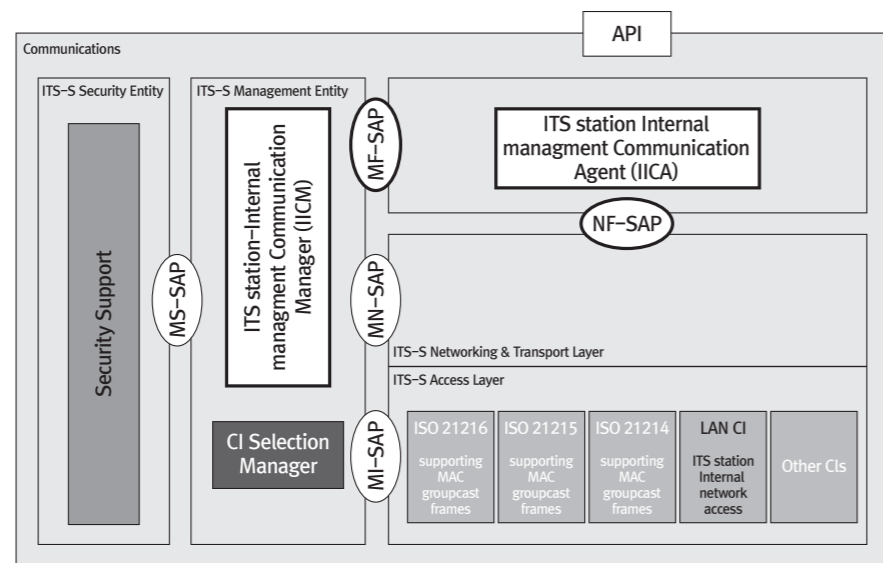 API
Communications
ITS-S Security Entity
Security Support
MS-SAP
ITS-S Management Entity
ITS station-Internal
managment Communication
Manager (IICM)
CI Selection
Manager
MF-SAP
MN-SAP
MI-SAP
ITS station Internal
managment Communication
Agent (IICA)
NF-SAP
ITS-S Networking & Transport Layer
ITS-S Access Layer
ISO 21216
supporting
MAC
groupcast
frames
ISO 21215
supporting
MAC
groupcast
frames
ISO 21214
supporting
MAC
groupcast
frames
LAN CI
ITS station
Internal
network
access
Other CIs